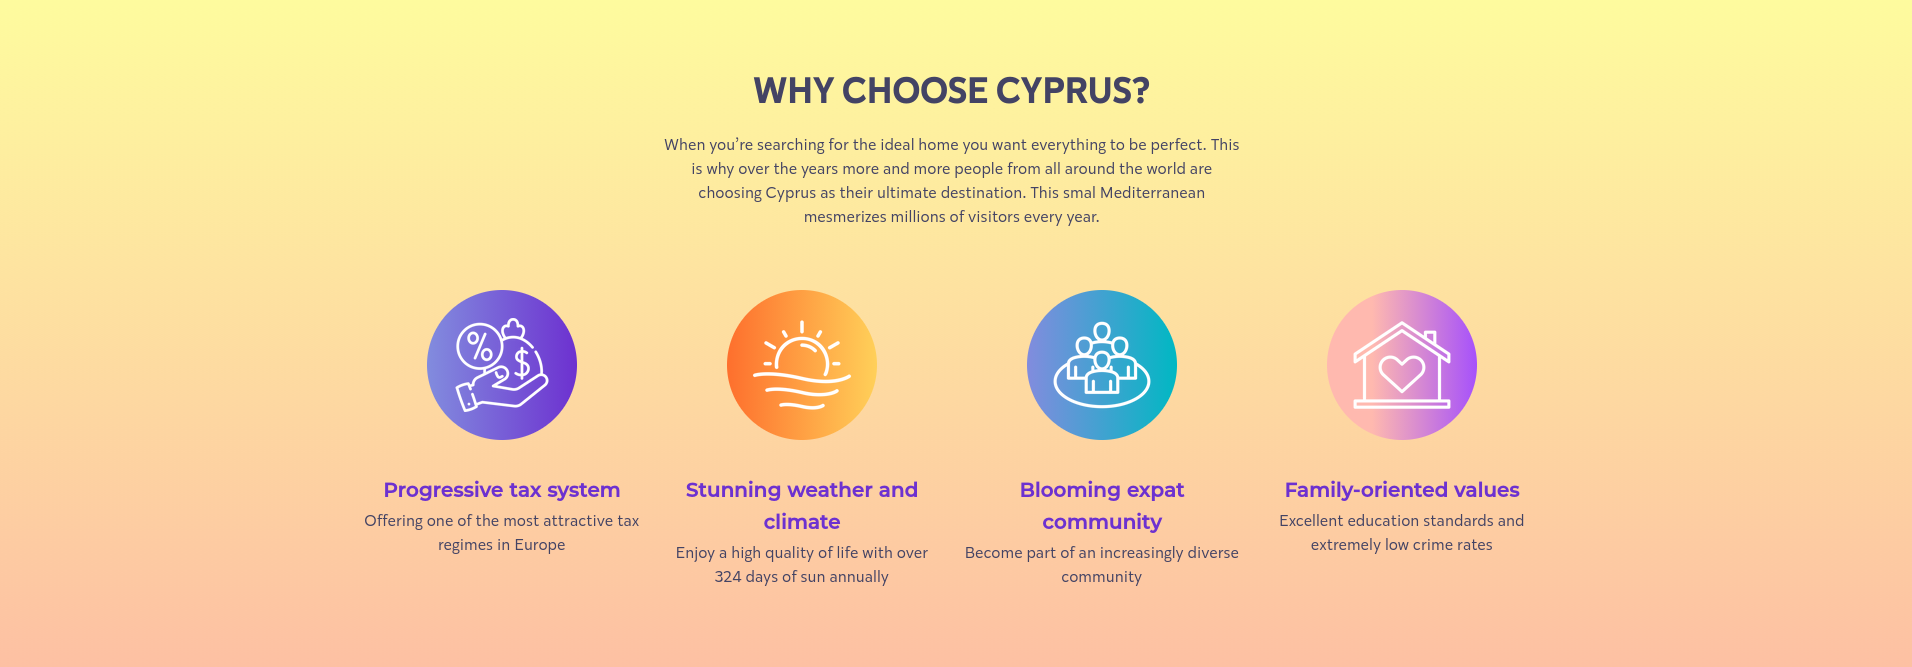 WHY CHOOSE CYPRUS?
When you’re searching for the ideal home you want everything to be perfect. This
is why over the years more and more people from all around the world are
choosing Cyprus as their ultimate destination. This smal Mediterranean
mesmerizes millions of visitors every year.
%
$
Progressive tax system
Offering one of the most attractive tax
regimes in Europe
Stunning weather and
climate
Enjoy a high quality of life with over
324 days of sun annually
Blooming expat
community
Become part of an increasingly diverse
community
Family-oriented values
Excellent education standards and
extremely low crime rates